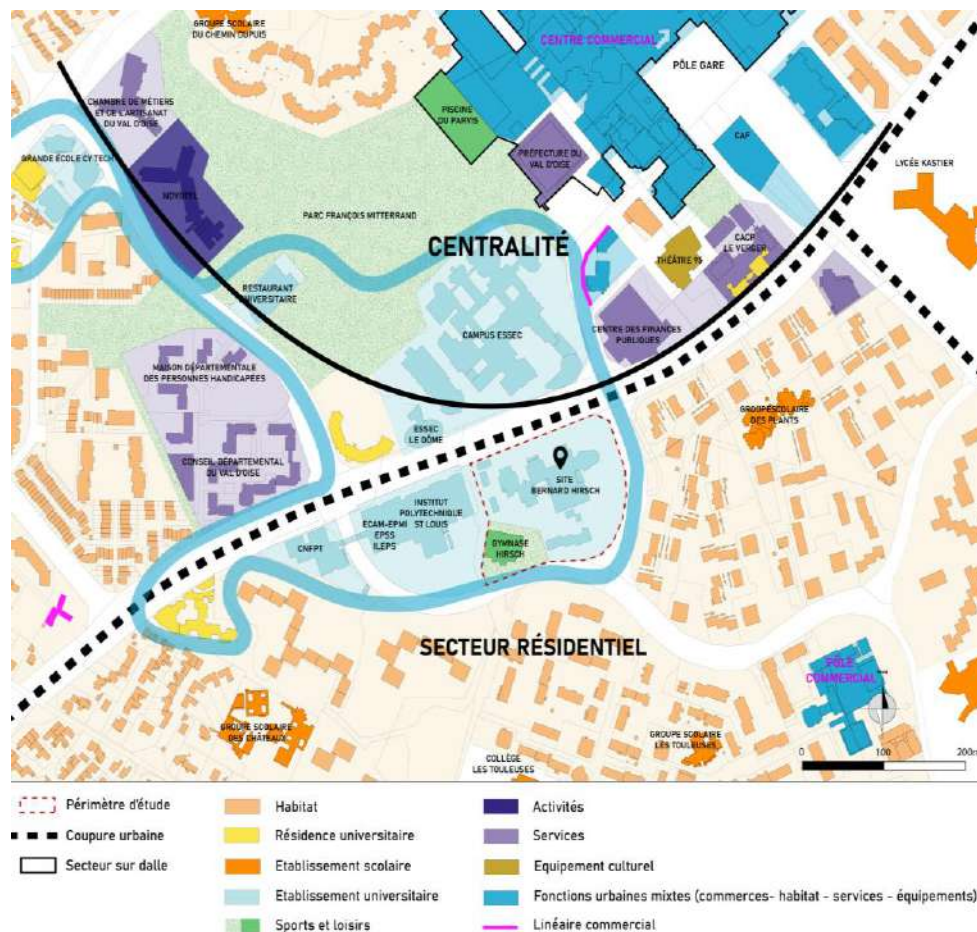 GROUPE SCOLAIRE
DU CHEMIN DUPUIS
CENTRE COMMERCIAL
PÔLE GARE
CHAMBRE DE MÉTIERS
ET DE L'ARTISANAT
DU VAL D'OISE
PISCINE
DU PARVIS
PRÉFECTURE DU
VAL D'OISE
CAF
GRANDE ÉCOLE CY TECH
LYCÉE KASTLER
NOVOTEL
PARC FRANÇOIS MITTERRAND
CENTRALITÉ
CACP
LE VERGER
THÉÂTRE 95
RESTAURANT
UNIVERSITAIRE
CAMPUS ESSEC
CENTRE DES FINANCES
PUBLIQUES
MAISON DÉPARTEMENTALE
DES PERSONNES HANDICAPÉES
GROUPE SCOLAIRE
DES PLANTS
ESSEC
LE DÔME
CONSEIL DÉPARTEMENTAL
DU VAL D'OISE
SITE
BERNARD HIRSCH
INSTITUT
POLYTECHNIQUE
ST LOUIS
ECAM-EPMI
EPSS
ILEPS
CNFPT
GYMNASE
HIRSCH
SECTEUR RÉSIDENTIEL
PÔLE
COMMERCIAL
GROUPE SCOLAIRE
DES CHÂTEAUX
GROUPE SCOLAIRE
LES TOULEUSES
COLLÈGE
LES TOULEUSES
0 100 200m
Périmètre d'étude
Coupure urbaine
Secteur sur dalle
Habitat
Résidence universitaire
Etablissement scolaire
Etablissement universitaire
Sports et loisirs
Activités
Services
Equipement culturel
Fonctions urbaines mixtes (commerces- habitat - services - équipements)
Linéaire commercial